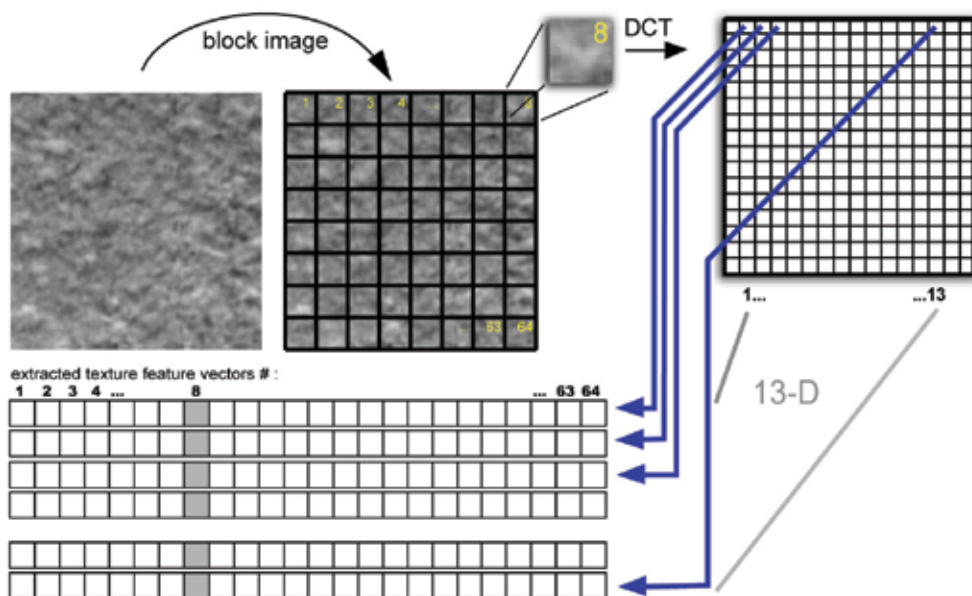 block image
8
DCT
1 2 3 4 ... 8
63 64
1... ...13
13-D
extracted texture feature vectors # :
1 2 3 4 ... 8 ... 63 64